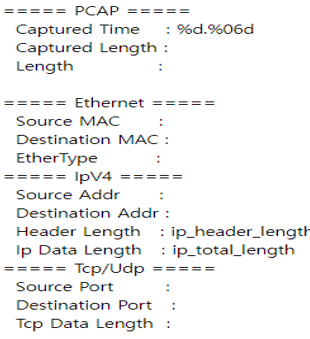 ===== PCAP =====
Captured Time : %d.%06d
Captured Length :
Length :
===== Ethernet =====
Source MAC :
Destination MAC :
EtherType :
===== IpV4 =====
Source Addr :
Destination Addr :
Header Length : ip_header_length
Ip Data Length : ip_total_length
===== Tcp/Udp =====
Source Port :
Destination Port :
Tcp Data Length :